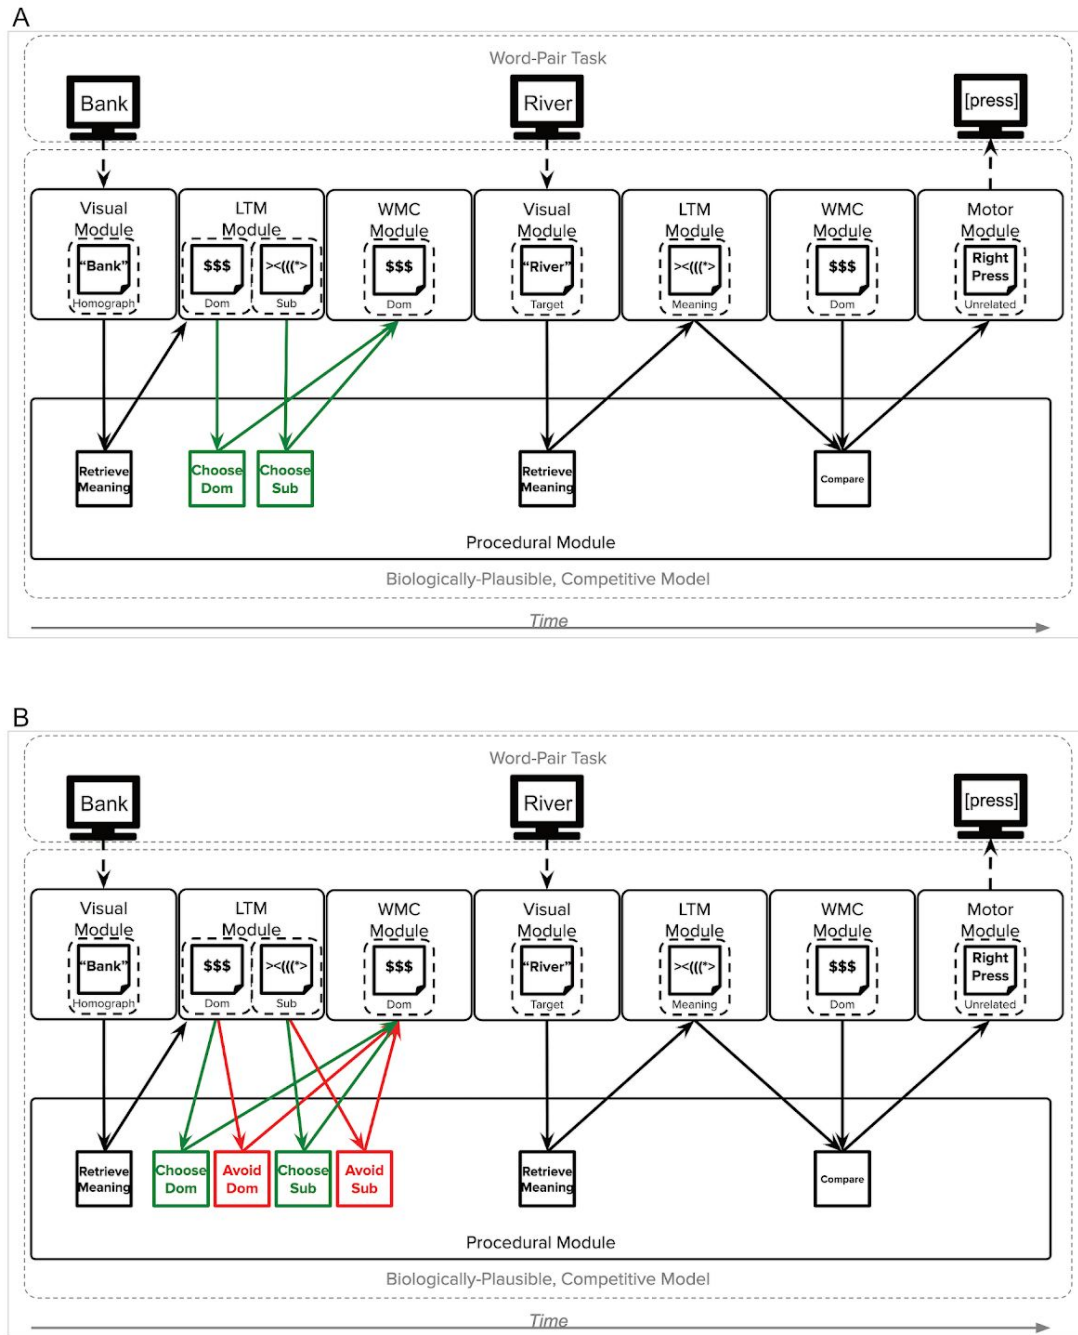 A
Word-Pair Task
Bank
River
[press]
Visual
Module
LTM
Module
WMC
Module
Visual
Module
LTM
Module
WMC
Module
Motor
Module
“Bank”
$$$
><(((*>
$$$
“River”
><(((*>
$$$
Right
Press
Homograph
Dom
Sub
Dom
Target
Meaning
Dom
Unrelated
Retrieve
Meaning
Choose
Dom
Choose
Sub
Retrieve
Meaning
Compare
Procedural Module
Biologically-Plausible, Competitive Model
Time
B
Word-Pair Task
Bank
River
[press]
Visual
Module
LTM
Module
WMC
Module
Visual
Module
LTM
Module
WMC
Module
Motor
Module
“Bank”
$$$
><(((*>
$$$
“River”
><(((*>
$$$
Right
Press
Homograph
Dom
Sub
Dom
Target
Meaning
Dom
Unrelated
Retrieve
Meaning
Choose
Dom
Avoid
Dom
Choose
Sub
Avoid
Sub
Retrieve
Meaning
Compare
Procedural Module
Biologically-Plausible, Competitive Model
Time